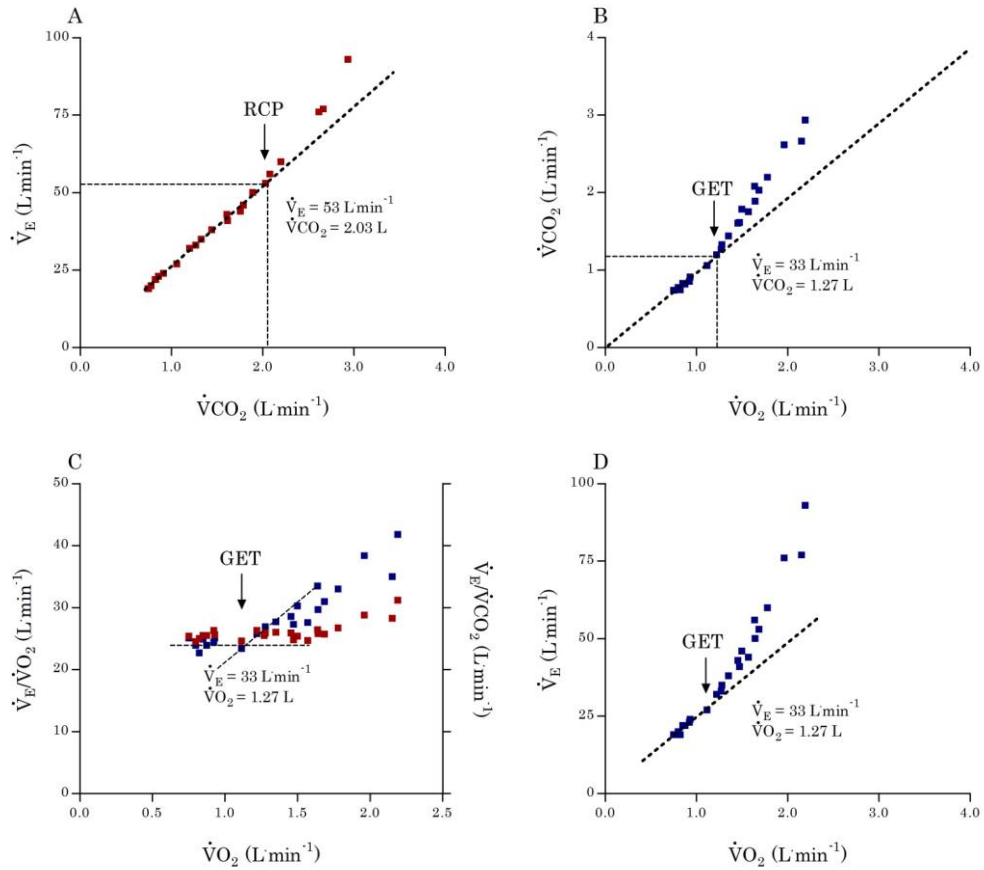 A
100
75
50
25
0
V̇E (L·min⁻¹)
RCP
V̇E = 53 L·min⁻¹
V̇CO₂ = 2.03 L
0.0 1.0 2.0 3.0 4.0
V̇CO₂ (L·min⁻¹)
B
4
3
2
1
0
V̇CO₂ (L·min⁻¹)
GET
V̇E = 33 L·min⁻¹
V̇CO₂ = 1.27 L
0.0 1.0 2.0 3.0 4.0
V̇O₂ (L·min⁻¹)
C
50
40
30
20
10
0
V̇E/V̇O₂ (L·min⁻¹)
GET
V̇E = 33 L·min⁻¹
V̇O₂ = 1.27 L
V̇E/V̇CO₂ (L·min⁻¹)
0.0 0.5 1.0 1.5 2.0 2.5
V̇O₂ (L·min⁻¹)
D
100
75
50
25
0
V̇E (L·min⁻¹)
GET
V̇E = 33 L·min⁻¹
V̇O₂ = 1.27 L
0.0 1.0 2.0 3.0 4.0
V̇O₂ (L·min⁻¹)